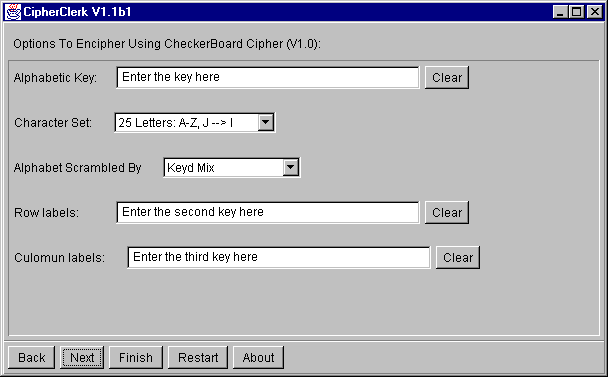 CipherClerk V1.1b1
Options To Encipher Using CheckerBoard Cipher (V1.0):
Alphabetic Key: Enter the key here Clear
Character Set: 25 Letters: A-Z, J --> I
Alphabet Scrambled By Keyd Mix
Row labels: Enter the second key here Clear
Culomun labels: Enter the third key here Clear
Back Next Finish Restart About